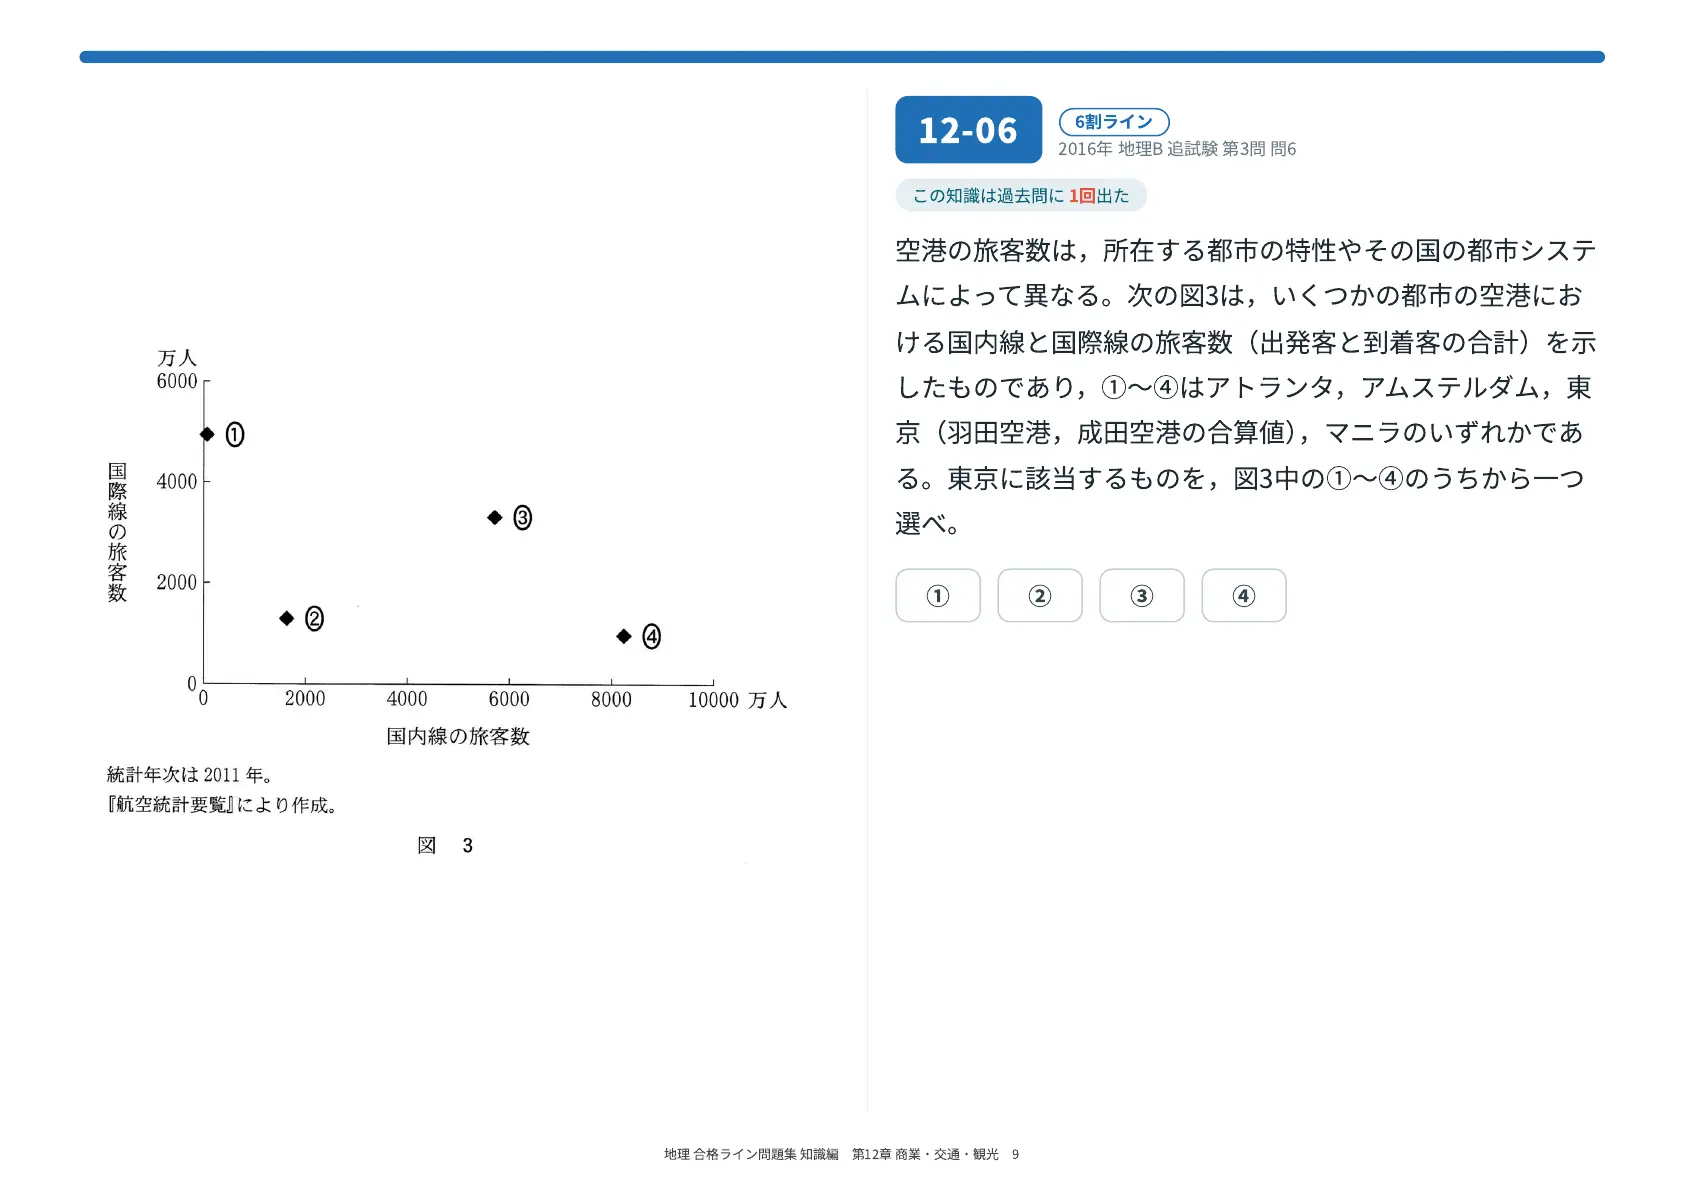 万人
6000
4000
2000
0
国際線の旅客数
①
②
③
④
0 2000 4000 6000 8000 10000 万人
国内線の旅客数
統計年次は 2011 年。
『航空統計要覧』により作成。
図 3
12-06
6割ライン
2016年 地理B 追試験 第3問 問6
この知識は過去問に 1回出た
空港の旅客数は，所在する都市の特性やその国の都市システ
ムによって異なる。次の図3は，いくつかの都市の空港にお
ける国内線と国際線の旅客数（出発客と到着客の合計）を示
したものであり，①～④はアトランタ，アムステルダム，東
京（羽田空港，成田空港の合算値），マニラのいずれかであ
る。東京に該当するものを，図3中の①～④のうちから一つ
選べ。
① ② ③ ④
地理 合格ライン問題集 知識編　第12章 商業・交通・観光　9